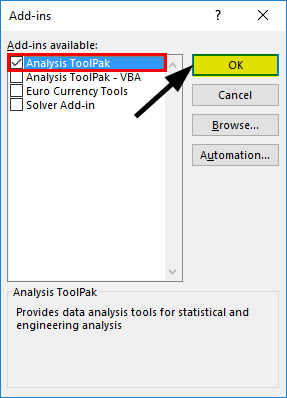 Add-ins
Add-ins available:
Analysis ToolPak
Analysis ToolPak - VBA
Euro Currency Tools
Solver Add-in
OK
Cancel
Browse...
Automation...
Analysis ToolPak
Provides data analysis tools for statistical and
engineering analysis